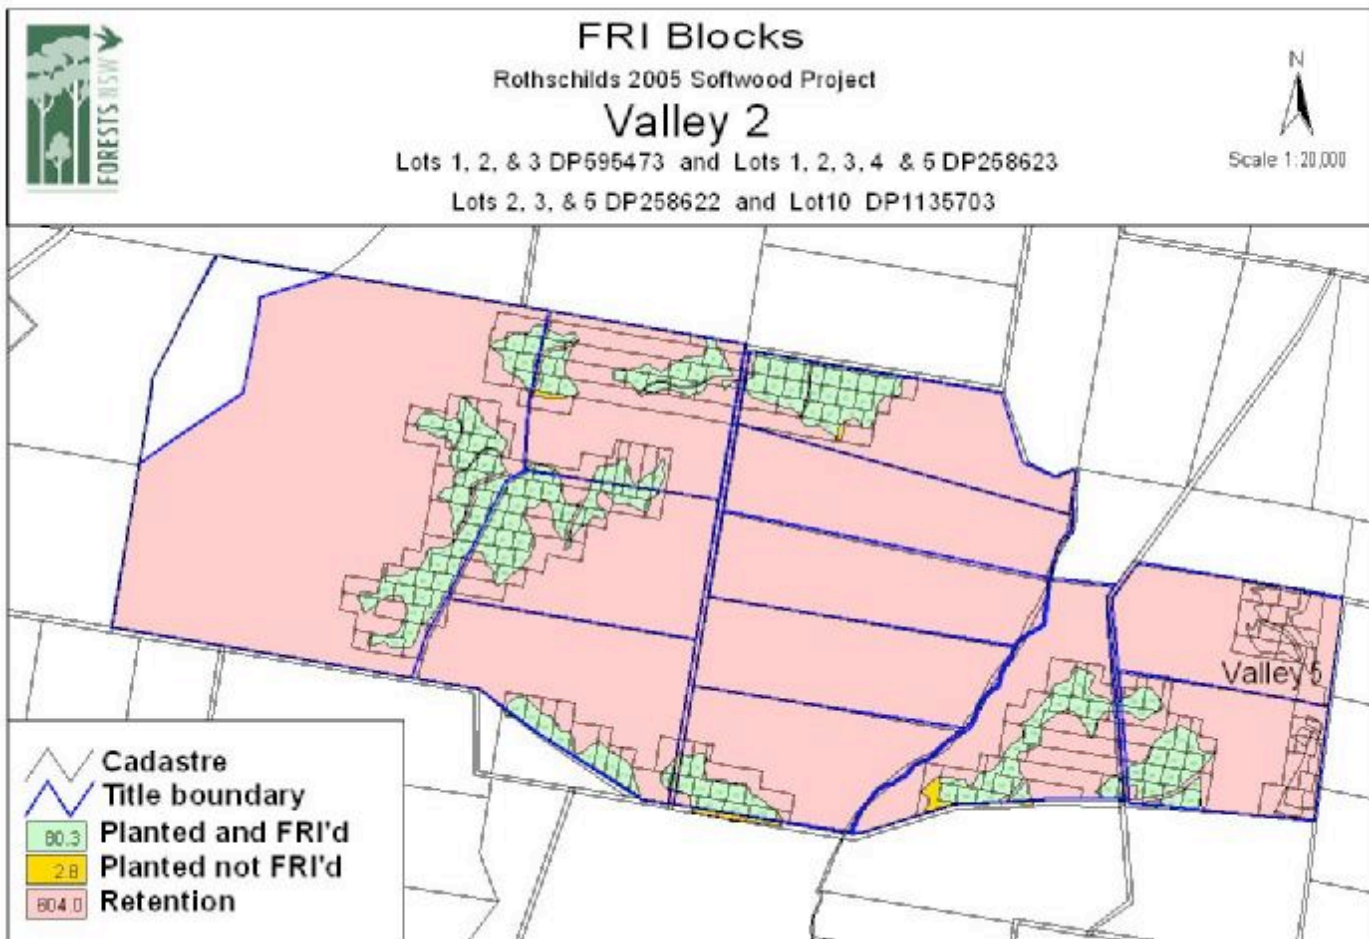 FORESTS NSW
FRI Blocks
Rothschilds 2005 Softwood Project
Valley 2
Lots 1, 2, & 3 DP595473 and Lots 1, 2, 3, 4 & 5 DP258623
Lots 2, 3, & 5 DP258622 and Lot10 DP1135703
N
Scale 1:20,000
Valley 5
Cadastre
Title boundary
80.3 Planted and FRI'd
2.8 Planted not FRI'd
604.0 Retention